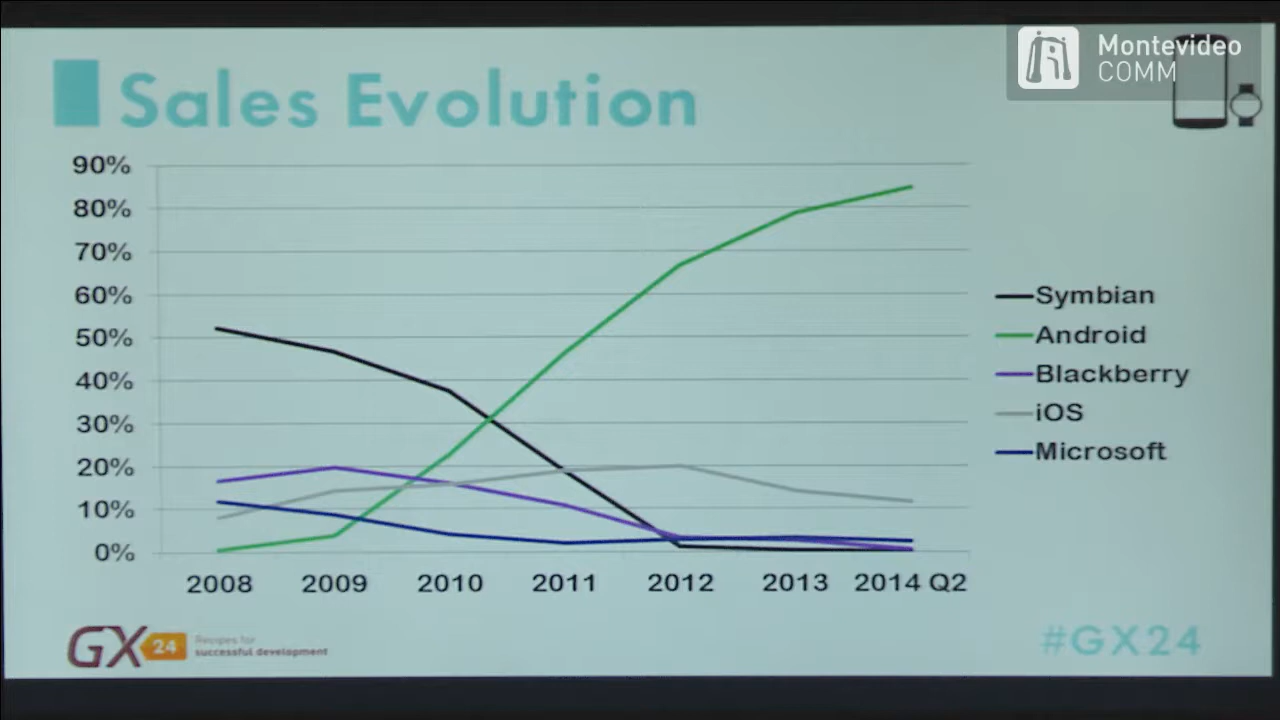 Montevideo
COMM
Sales Evolution
90%
80%
70%
60%
50%
40%
30%
20%
10%
0%
2008 2009 2010 2011 2012 2013 2014 Q2
Symbian
Android
Blackberry
iOS
Microsoft
GX 24 Recipes for
successful development
#GX24